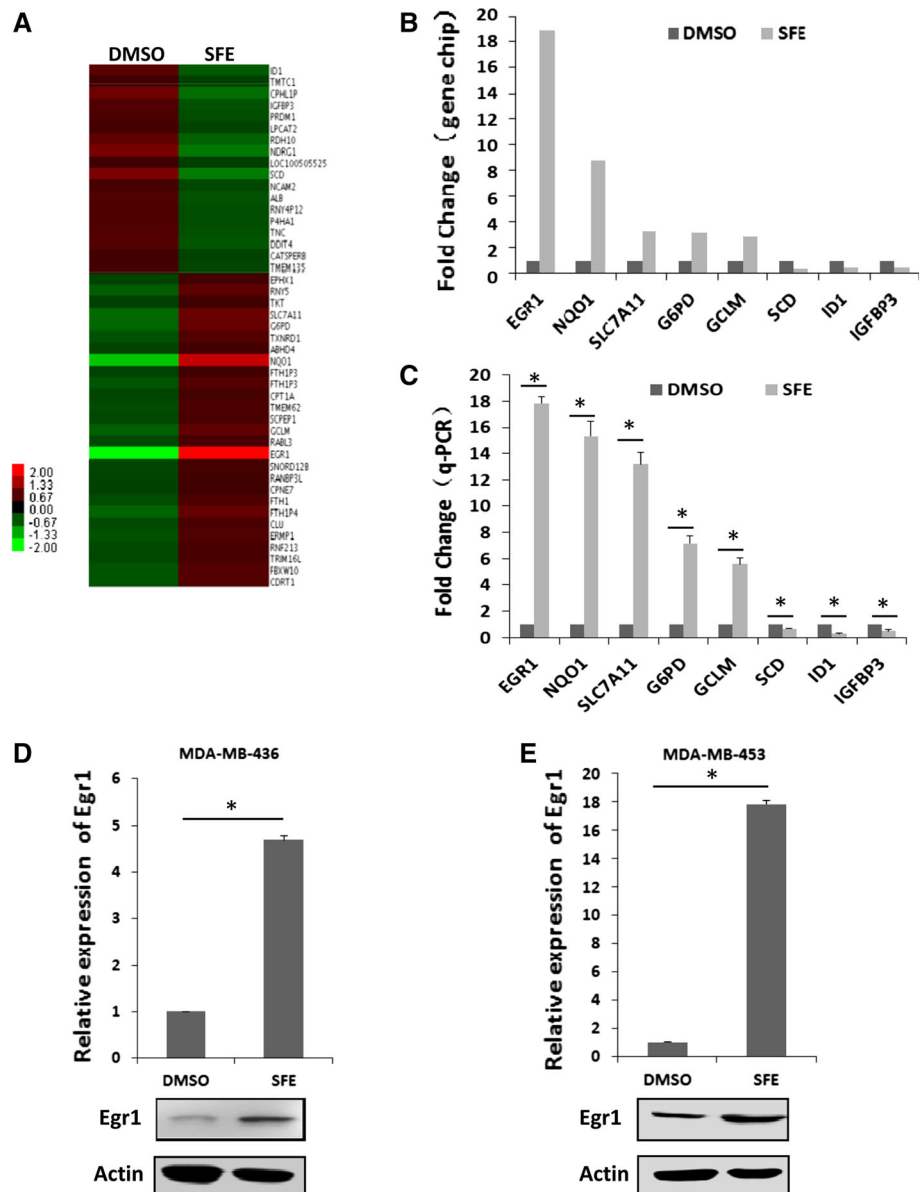 A
DMSO SFE
ID1
TMTC1
CPHL1P
IGFBP3
PRDM1
LPCAT2
RDH10
NDRG1
LOC100505525
SCD
NCAM2
ALB
RNY4P12
P4HA1
TNC
DDIT4
CATSPERB
TMEM135
EPHX1
RNY5
TKT
SLC7A11
G6PD
TXNRD1
ABHD4
NQO1
FTH1P3
FTH1P3
CPT1A
TMEM62
SCPEP1
GCLM
RABL3
EGR1
SNORD12B
RANBP3L
CPNE7
FTH1
FTH1P4
CLU
ERMP1
RNF213
TRIM16L
FBXW10
CDRT1
2.00
1.33
0.67
0.00
-0.67
-1.33
-2.00
B
Fold Change (gene chip)
20
18
16
14
12
10
8
6
4
2
0
DMSO SFE
EGR1 NQO1 SLC7A11 G6PD GCLM SCD ID1 IGFBP3
C
Fold Change (q-PCR)
20
18
16
14
12
10
8
6
4
2
0
DMSO SFE
* * * * * * * *
EGR1 NQO1 SLC7A11 G6PD GCLM SCD ID1 IGFBP3
D
MDA-MB-436
Relative expression of Egr1
6
5
4
3
2
1
0
*
DMSO SFE
Egr1
Actin
E
MDA-MB-453
Relative expression of Egr1
20
18
16
14
12
10
8
6
4
2
0
*
DMSO SFE
Egr1
Actin